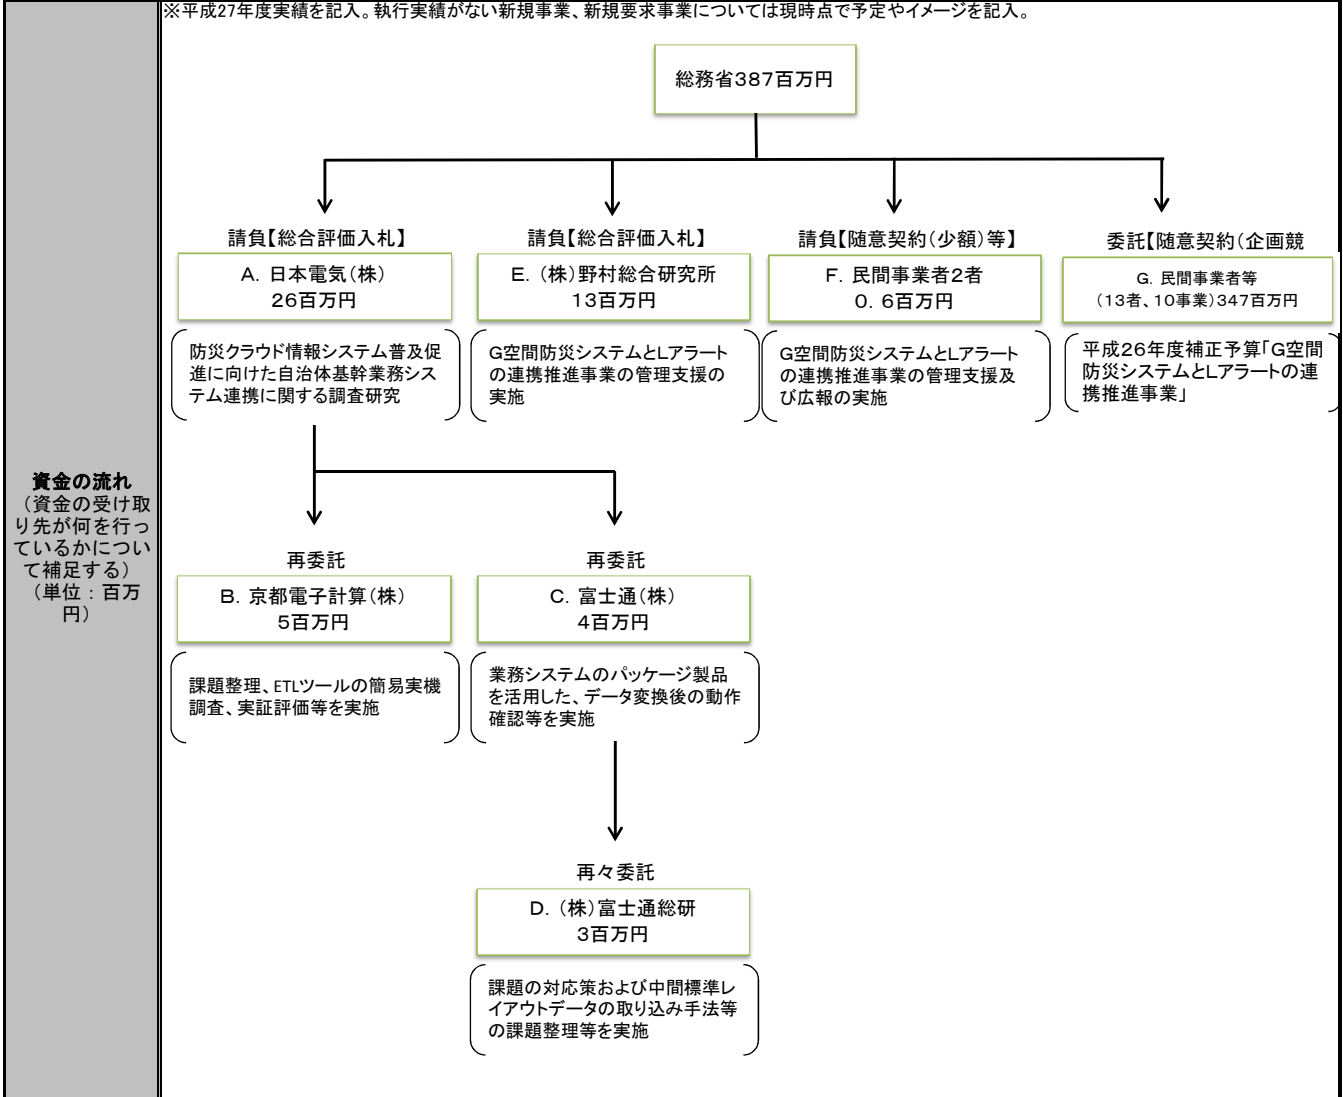 ※平成27年度実績を記入。執行実績がない新規事業、新規要求事業については現時点で予定やイメージを記入。
資金の流れ
（資金の受け取
り先が何を行っ
ているかについ
て補足する）
（単位：百万
円）
総務省387百万円
請負【総合評価入札】
A．日本電気（株）
26百万円
防災クラウド情報システム普及促
進に向けた自治体基幹業務シス
テム連携に関する調査研究
請負【総合評価入札】
E．（株）野村総合研究所
13百万円
G空間防災システムとLアラート
の連携推進事業の管理支援の
実施
請負【随意契約（少額）等】
F．民間事業者2者
0．6百万円
G空間防災システムとLアラート
の連携推進事業の管理支援及
び広報の実施
委託【随意契約（企画競
G．民間事業者等
（13者、10事業）347百万円
平成26年度補正予算「G空間
防災システムとLアラートの連
携推進事業」
再委託
B．京都電子計算（株）
5百万円
課題整理、ETLツールの簡易実機
調査、実証評価等を実施
再委託
C．富士通（株）
4百万円
業務システムのパッケージ製品
を活用した、データ変換後の動作
確認等を実施
再々委託
D．（株）富士通総研
3百万円
課題の対応策および中間標準レ
イアウトデータの取り込み手法等
の課題整理等を実施